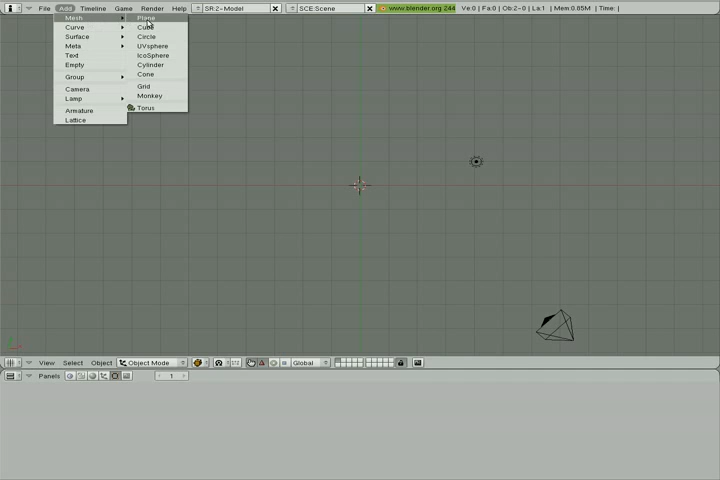 File Add Timeline Game Render Help SR:2-Model SCE:Scene www.blender.org 244 Ve:0 | Fa:0 | Ob:2-0 | La:1 | Mem:0.85M | Time: |
Mesh
Curve
Surface
Meta
Text
Empty
Group
Camera
Lamp
Armature
Lattice
Plane
Cube
Circle
UVsphere
IcoSphere
Cylinder
Cone
Grid
Monkey
Torus
View Select Object Object Mode Global
Panels 1